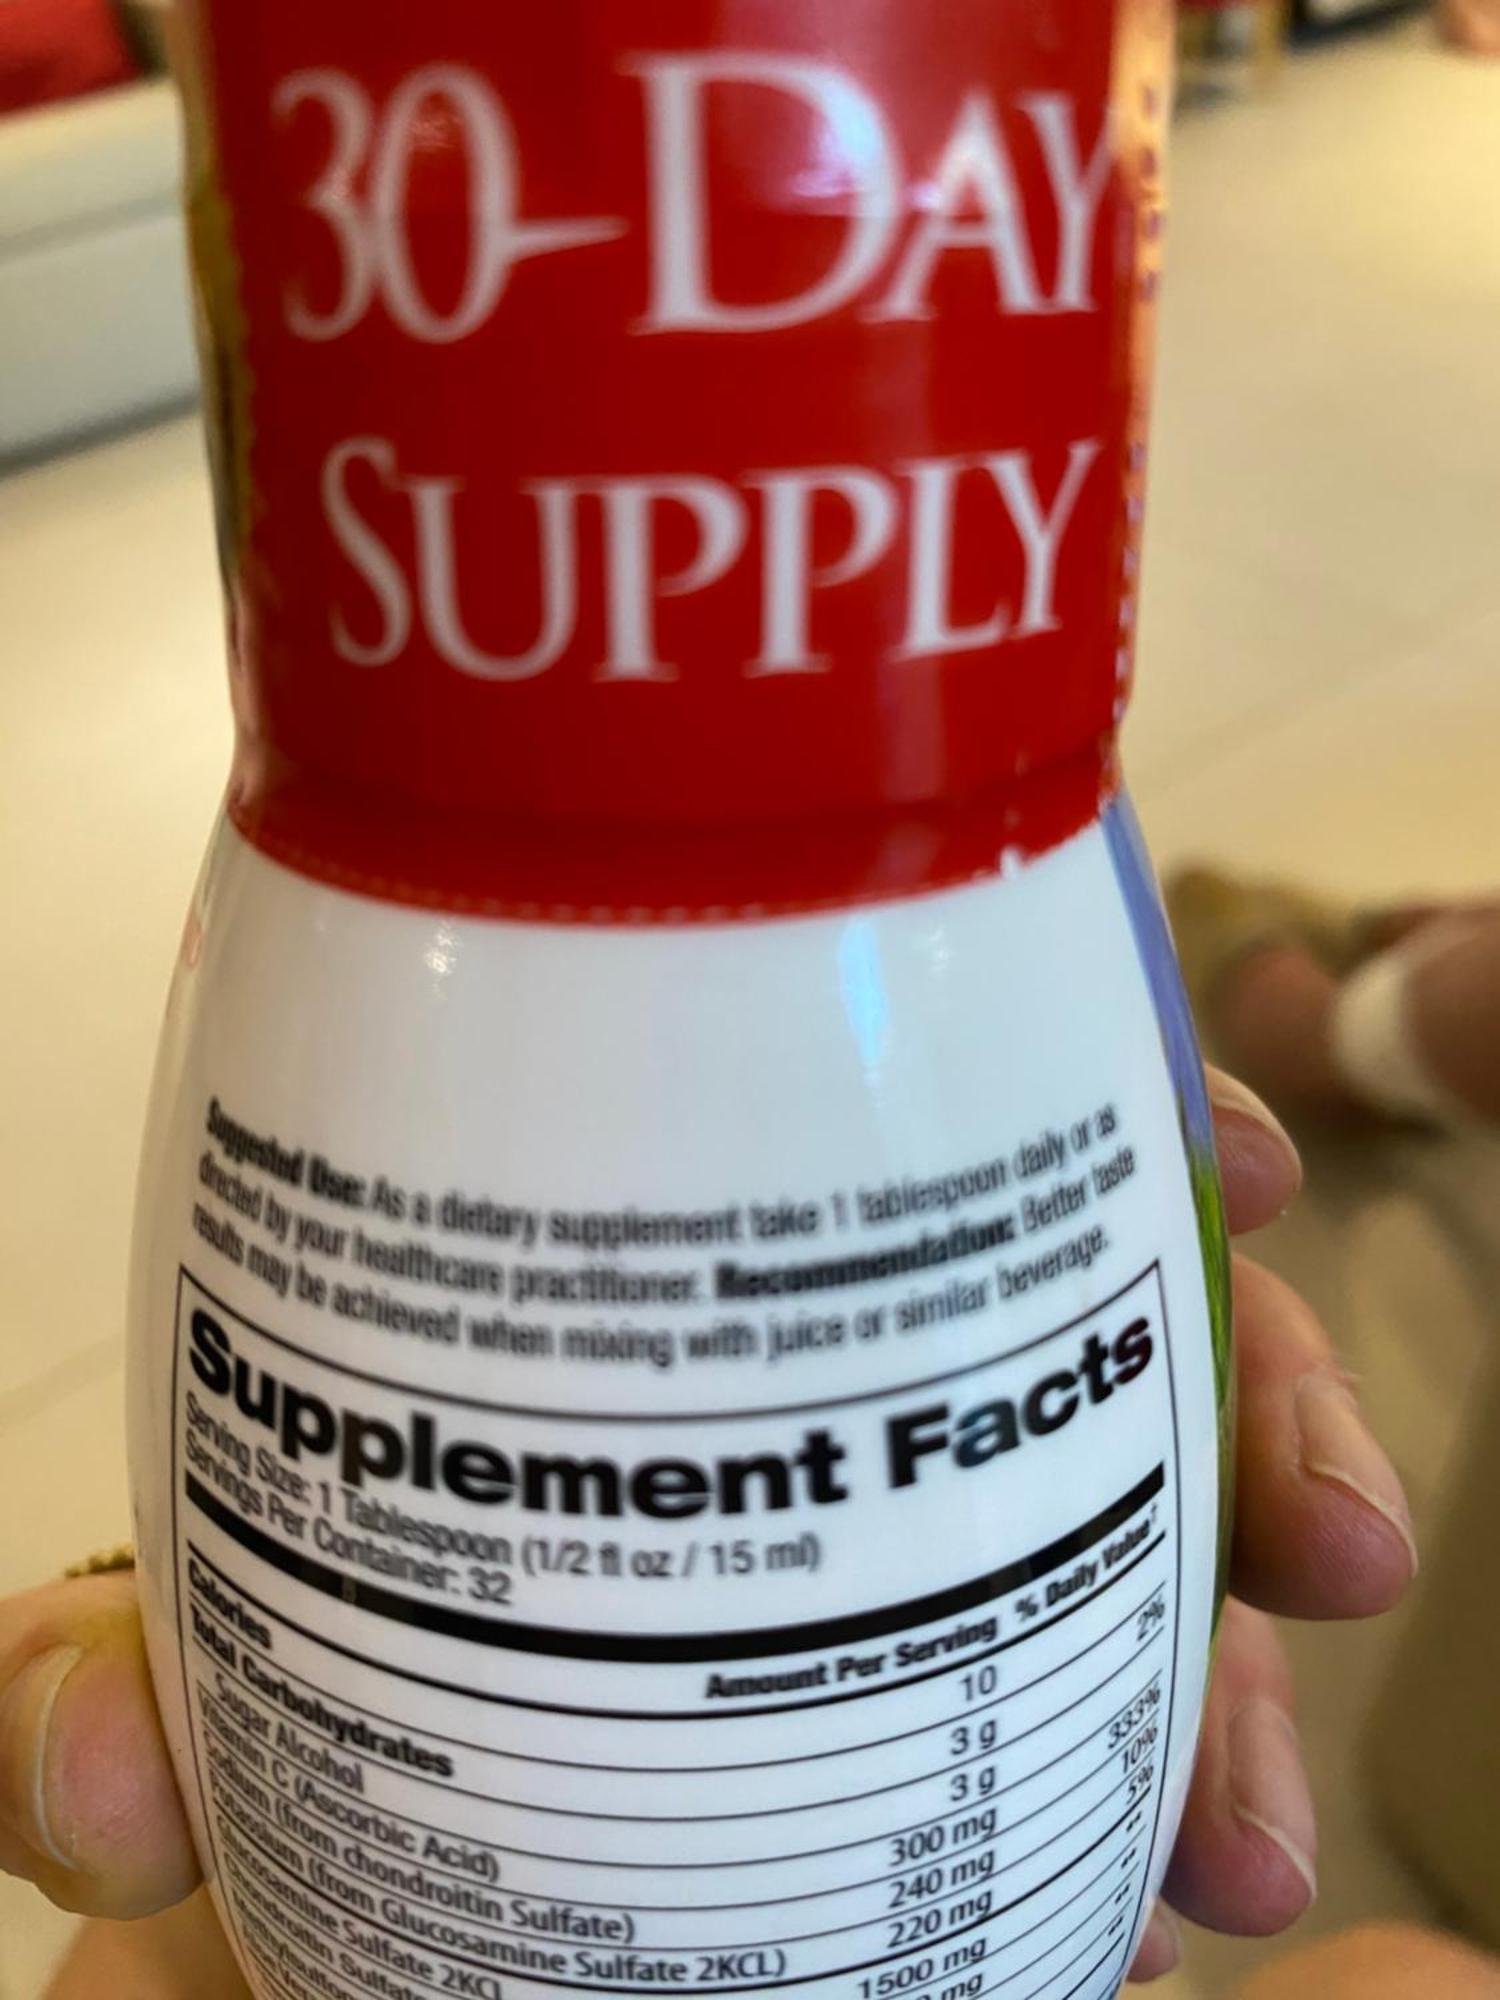 30-DAY
SUPPLY
Suggested Use: As a dietary supplement take 1 tablespoon daily or as
directed by your healthcare practitioner. Recommendation: Better taste
results may be achieved when mixing with juice or similar beverage.
Supplement Facts
Serving Size: 1 Tablespoon (1/2 fl oz / 15 ml)
Servings Per Container: 32
Amount Per Serving % Daily Value†
Calories 10
Total Carbohydrates 3 g 2%
Sugar Alcohol 3 g
Vitamin C (Ascorbic Acid) 300 mg 333%
Sodium (from chondroitin Sulfate) 240 mg 10%
Potassium (from Glucosamine Sulfate 2KCL) 220 mg 5%
Glucosamine Sulfate 2KCL 1500 mg **
Chondroitin Sulfate mg **